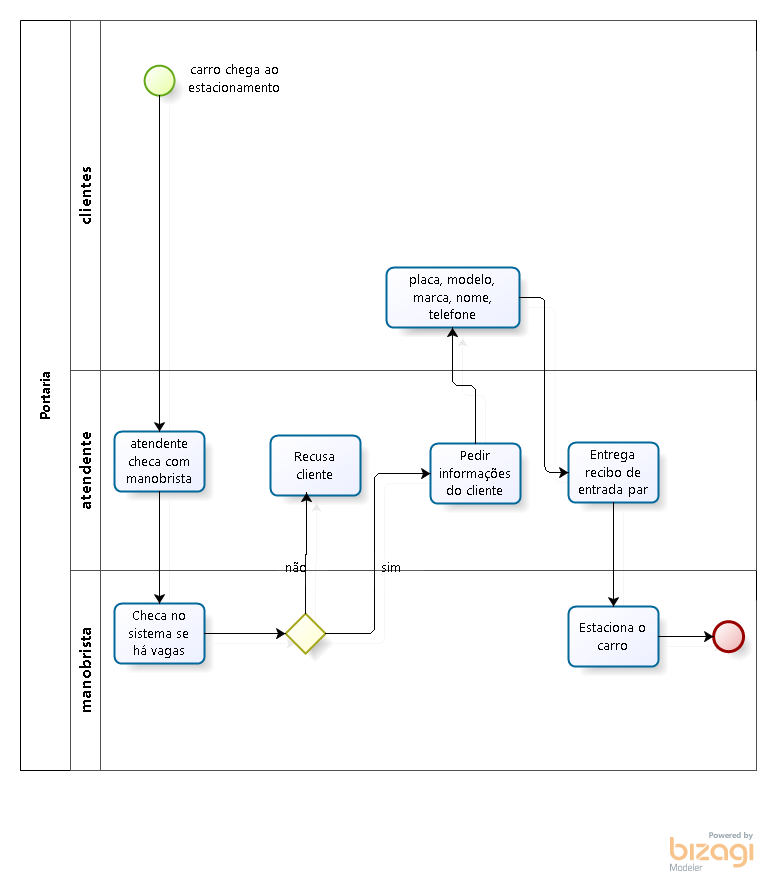 Portaria
clientes
carro chega ao
estacionamento
placa, modelo,
marca, nome,
telefone
atendente
atendente
checa com
manobrista
Recusa
cliente
Pedir
informações
do cliente
Entrega
recibo de
entrada par
não
sim
manobrista
Checa no
sistema se
há vagas
Estaciona o
carro
Powered by
bizagi
Modeler